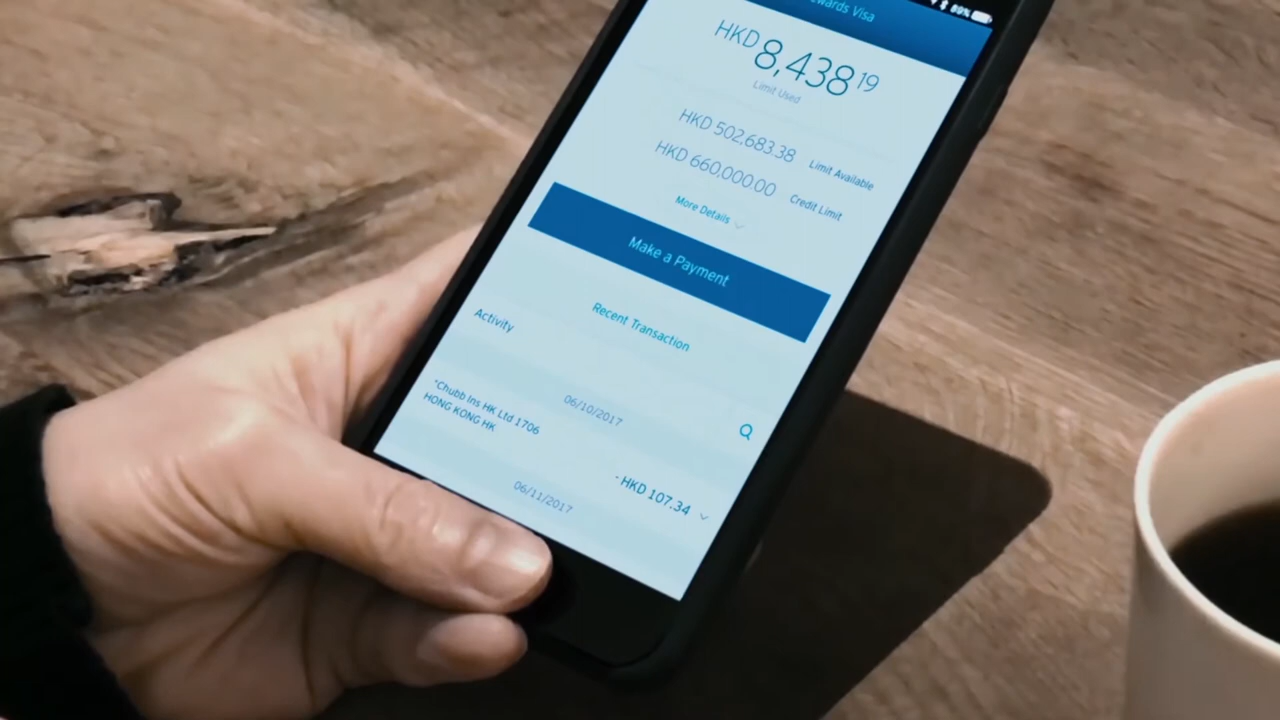 Visa
89%
HKD 8,438 19
Limit Used
HKD 502,683.38 Limit Available
HKD 660,000.00 Credit Limit
More Details
Make a Payment
Recent Transaction
Activity
06/10/2017
*Chubb Ins HK Ltd 1706
HONG KONG HK
- HKD 107.34
06/11/2017